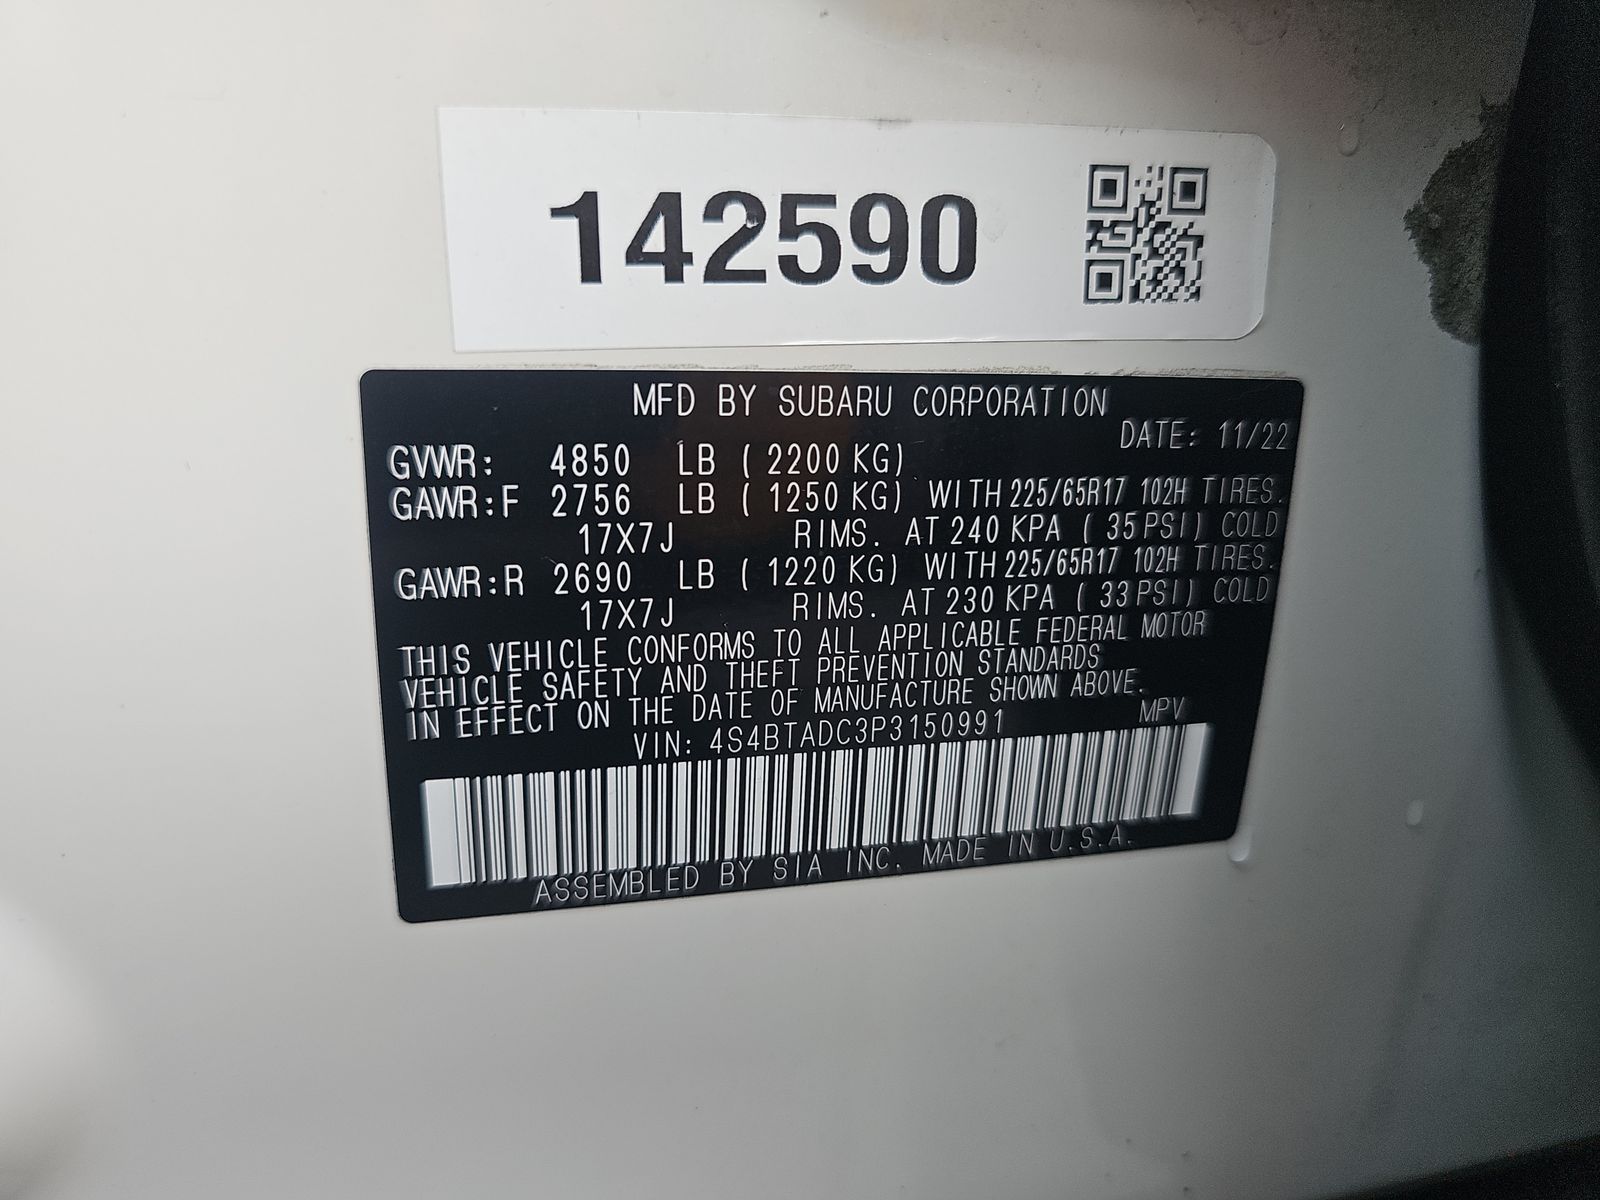 142590
MFD BY SUBARU CORPORATION
DATE: 11/22
GVWR: 4850 LB ( 2200 KG)
GAWR:F 2756 LB ( 1250 KG) WITH 225/65R17 102H TIRES.
17X7J RIMS. AT 240 KPA ( 35 PSI) COLD
GAWR:R 2690 LB ( 1220 KG) WITH 225/65R17 102H TIRES.
17X7J RIMS. AT 230 KPA ( 33 PSI) COLD
THIS VEHICLE CONFORMS TO ALL APPLICABLE FEDERAL MOTOR
VEHICLE SAFETY AND THEFT PREVENTION STANDARDS
IN EFFECT ON THE DATE OF MANUFACTURE SHOWN ABOVE.
VIN: 4S4BTADC3P3150991 MPV
ASSEMBLED BY SIA INC. MADE IN U.S.A.